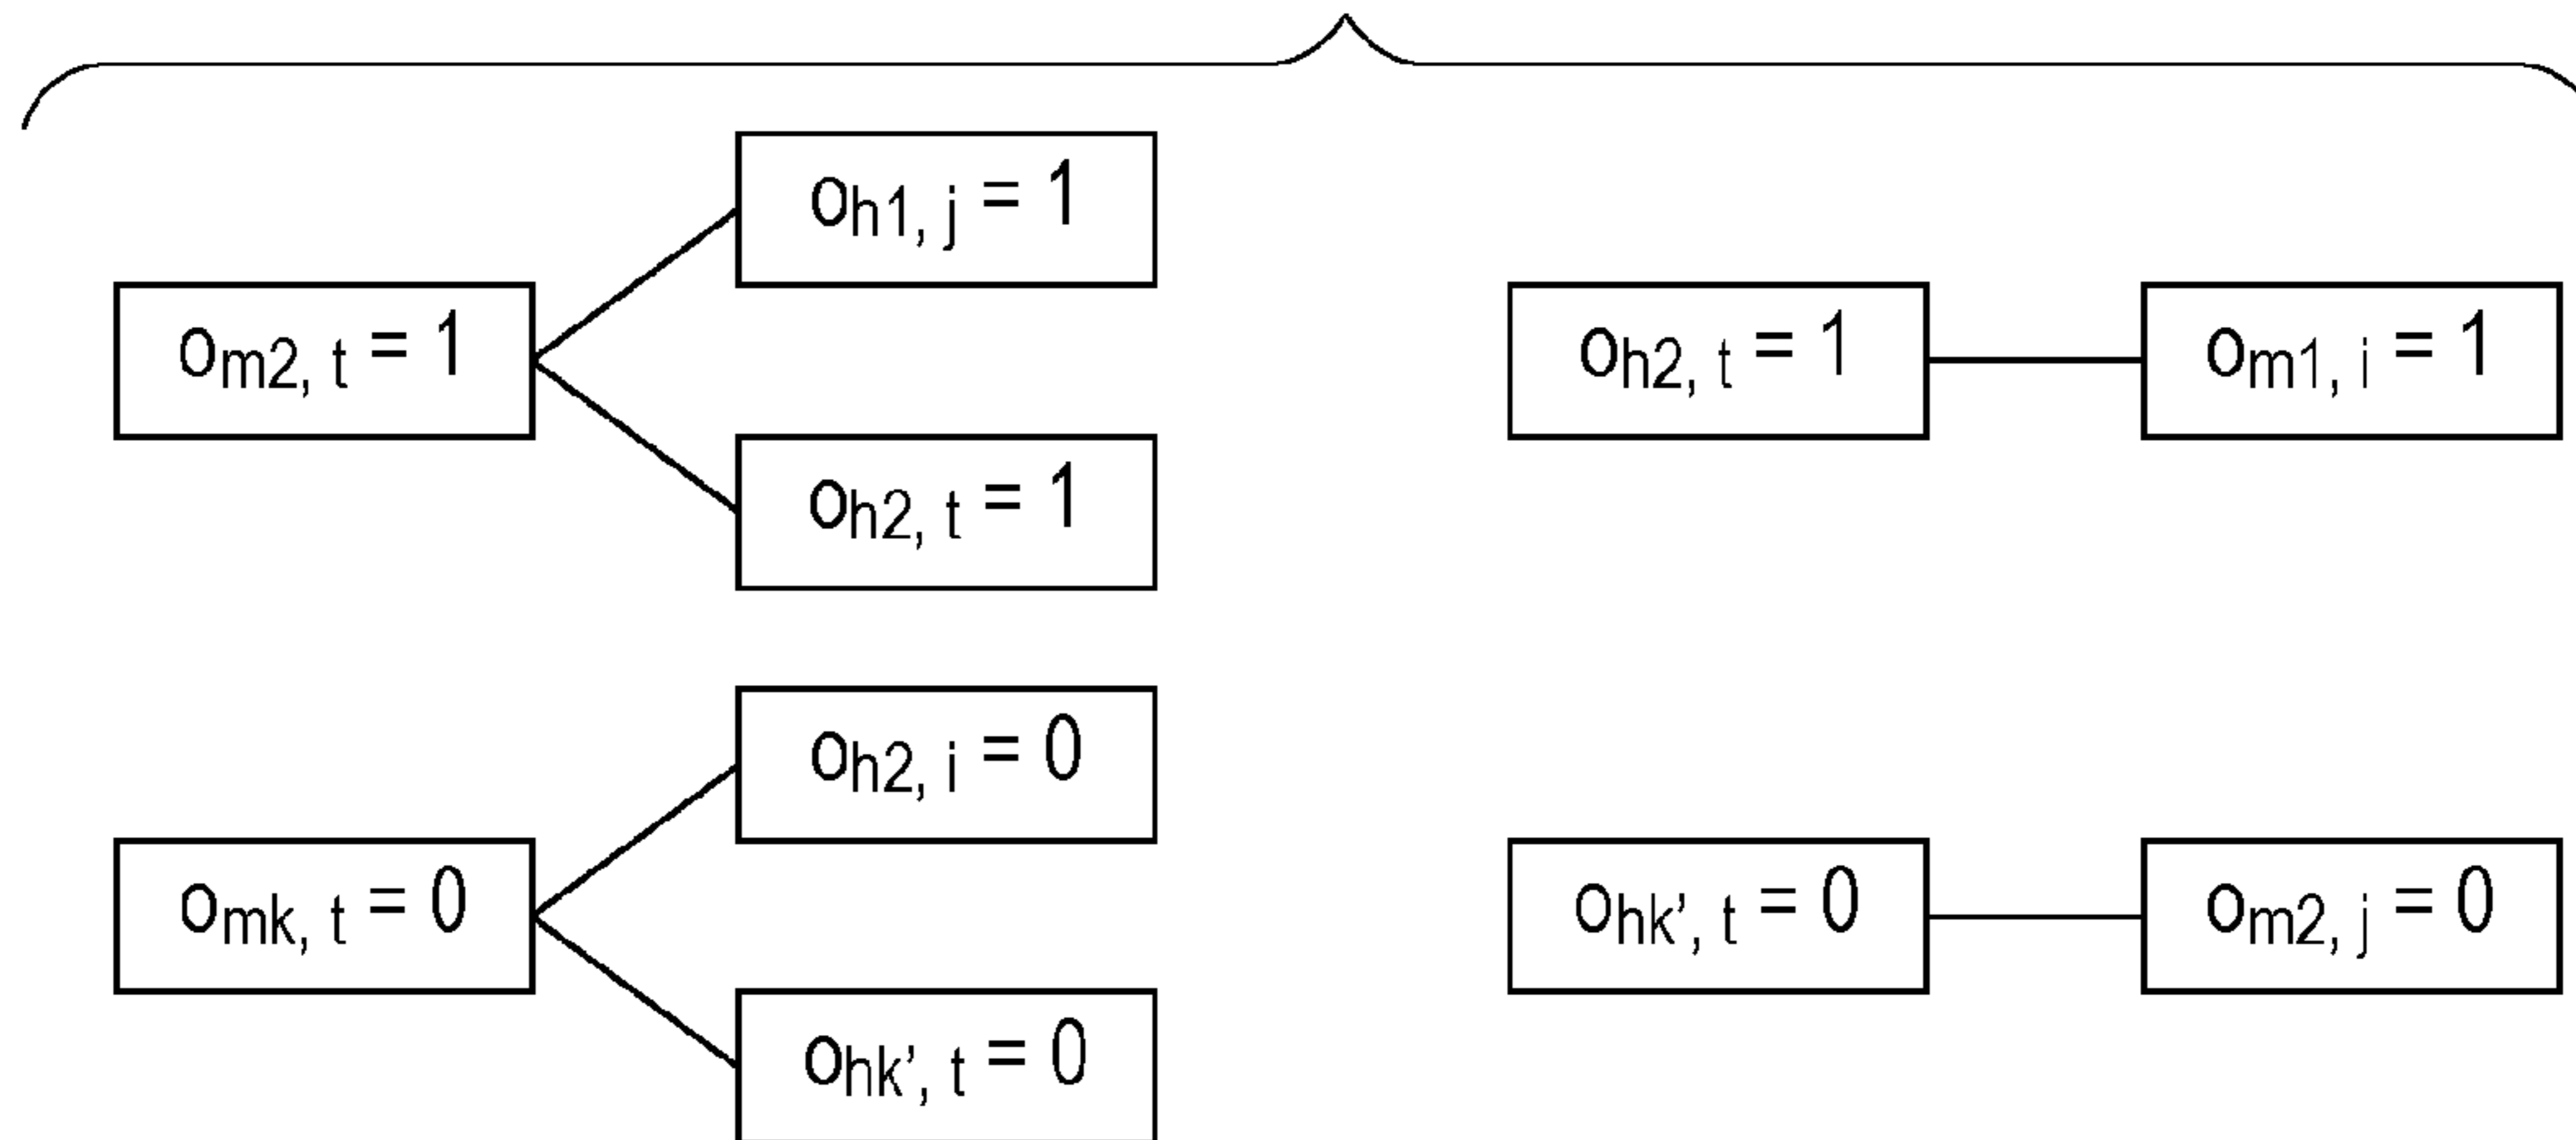 oh1, j = 1
om2, t = 1
oh2, t = 1
oh2, t = 1
om1, i = 1
oh2, i = 0
omk, t = 0
ohk', t = 0
ohk', t = 0
om2, j = 0